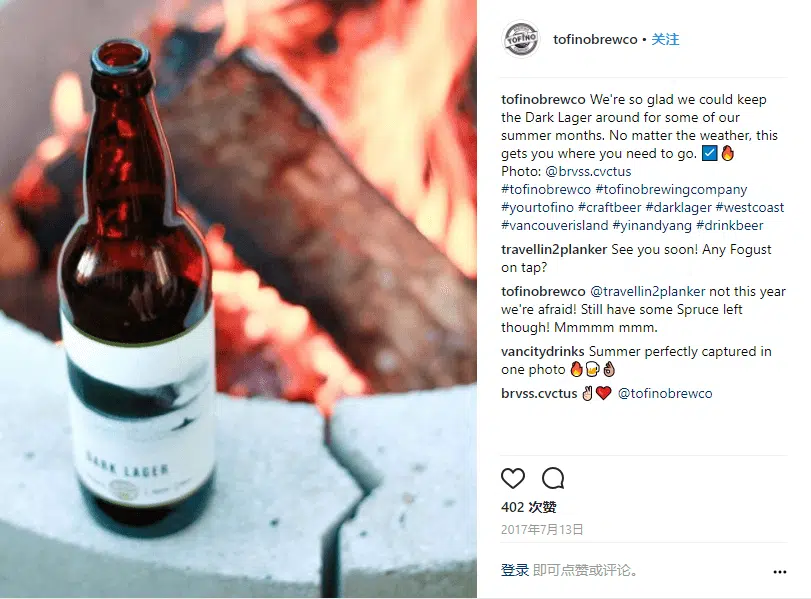 TOFINO
tofinobrewco • 关注
tofinobrewco We're so glad we could keep
the Dark Lager around for some of our
summer months. No matter the weather, this
gets you where you need to go. ☑️🔥
Photo: @brvss.cvctus
#tofinobrewco #tofinobrewingcompany
#yourtofino #craftbeer #darklager #westcoast
#vancouverisland #yinandyang #drinkbeer
travellin2planker See you soon! Any Fogust
on tap?
tofinobrewco @travellin2planker not this year
we're afraid! Still have some Spruce left
though! Mmmmm mmm.
vancitydrinks Summer perfectly captured in
one photo 🔥🍺👌🏿
brvss.cvctus ✌🏻❤️ @tofinobrewco
DARK LAGER
402 次赞
2017年7月13日
登录 即可点赞或评论。